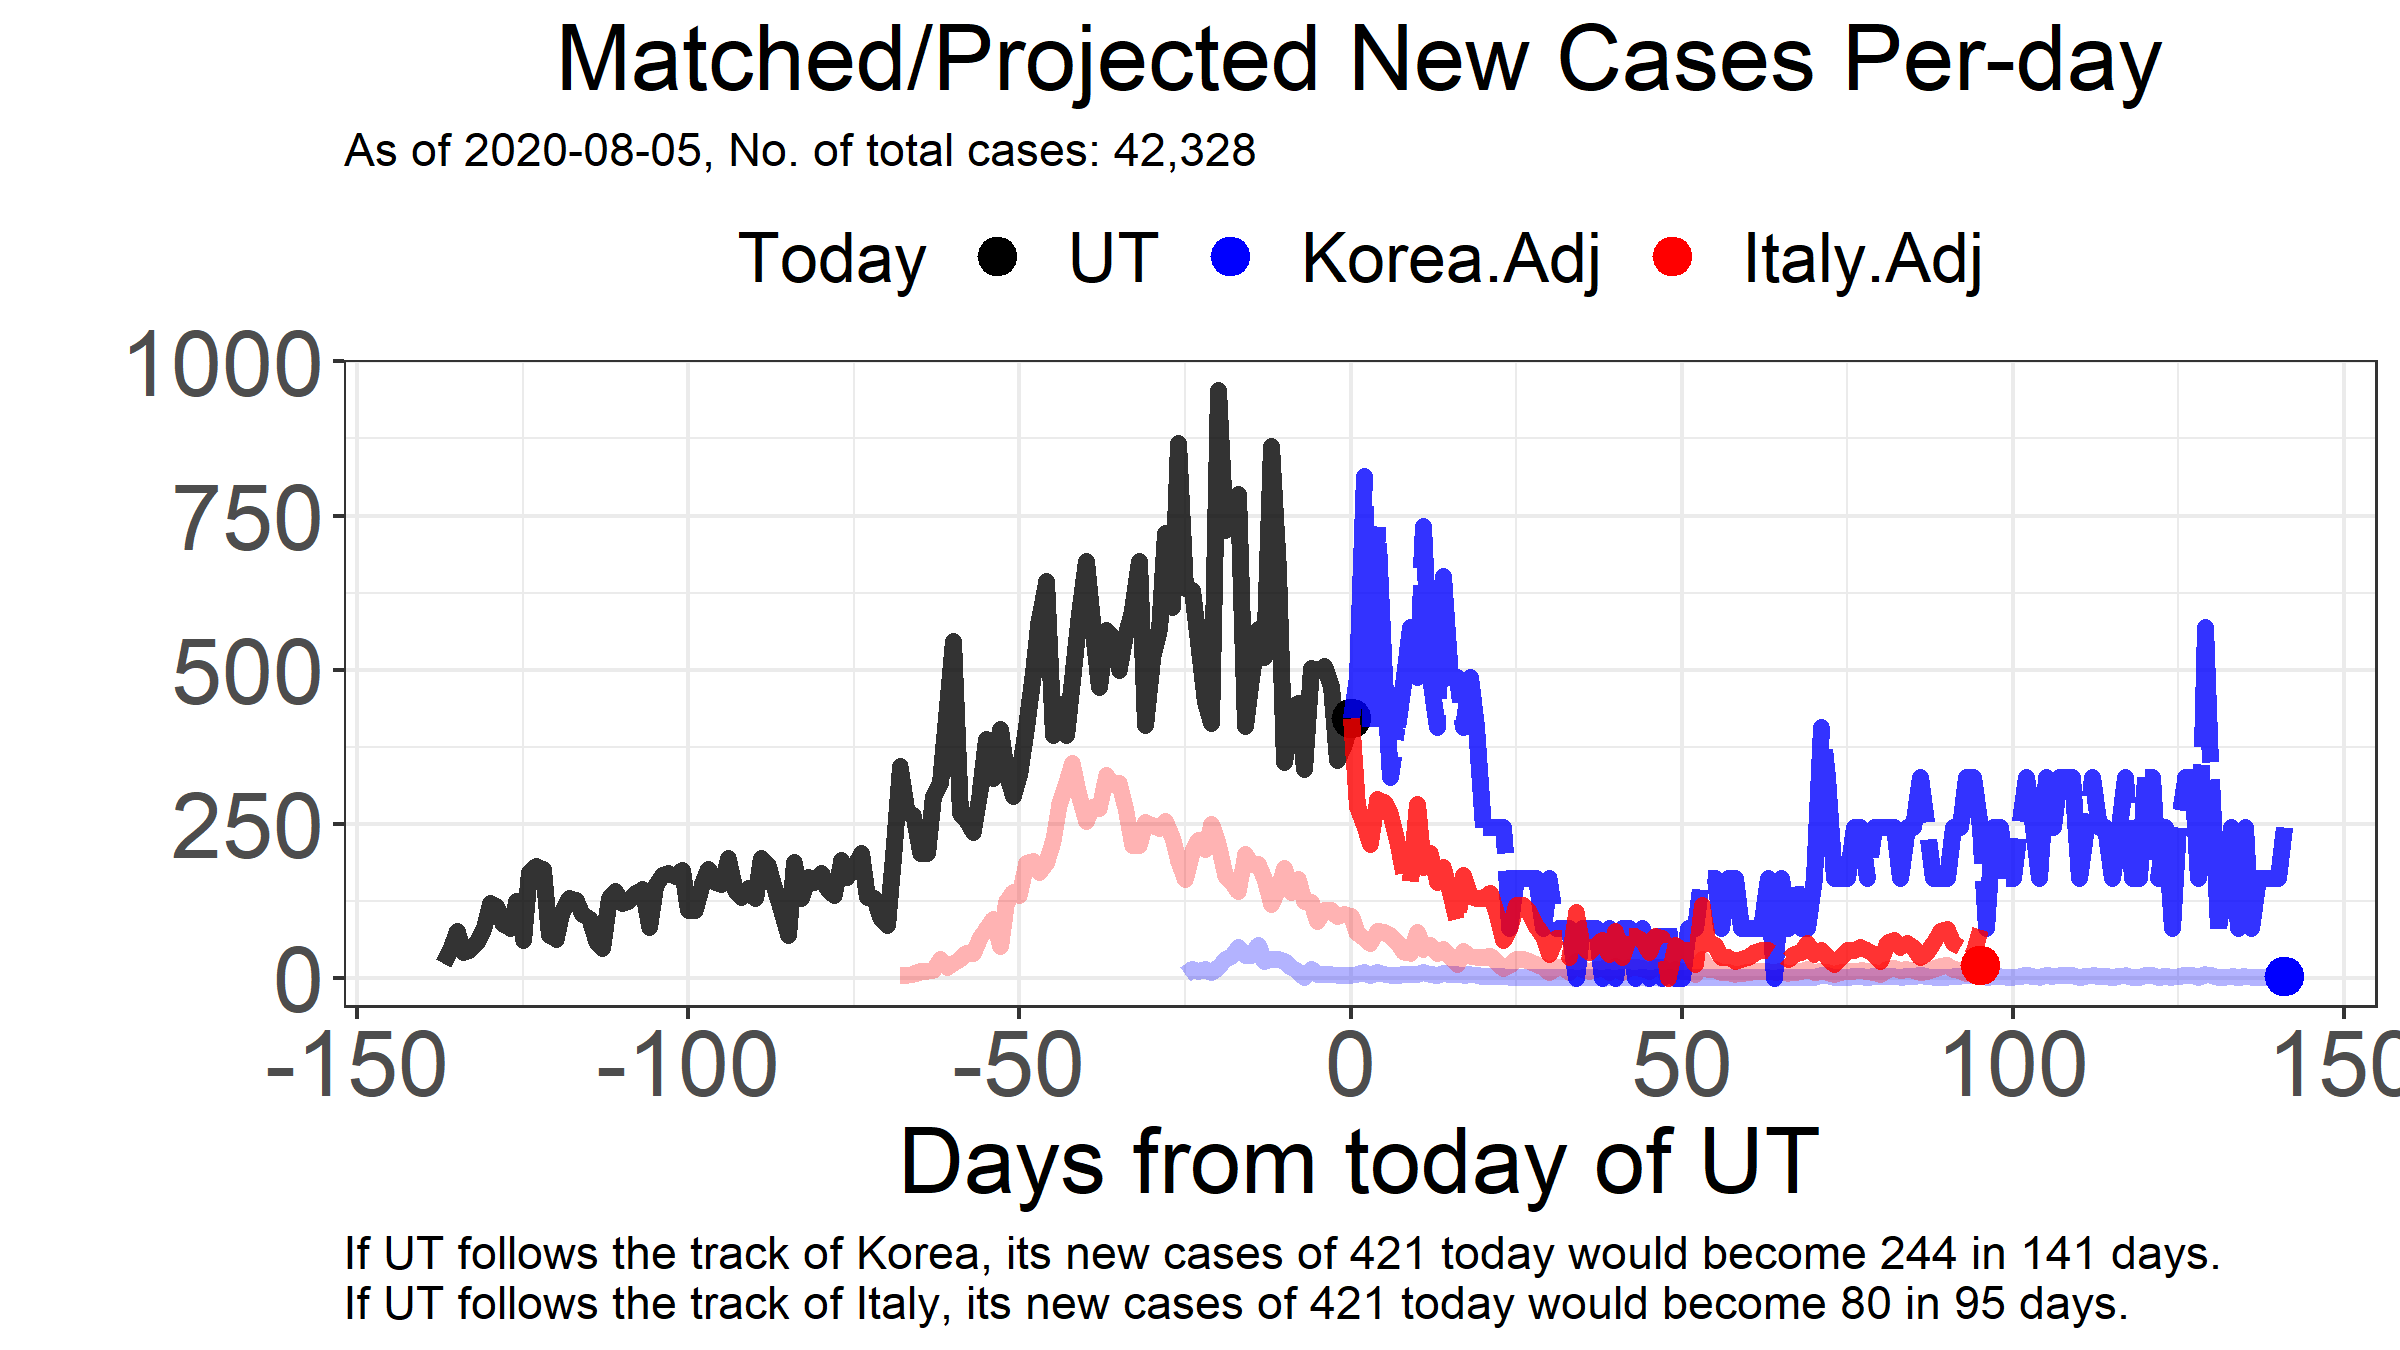 Matched/Projected New Cases Per-day
As of 2020-08-05, No. of total cases: 42,328
Today UT Korea.Adj Italy.Adj
1000
750
500
250
0
-150 -100 -50 0 50 100 150
Days from today of UT
If UT follows the track of Korea, its new cases of 421 today would become 244 in 141 days.
If UT follows the track of Italy, its new cases of 421 today would become 80 in 95 days.